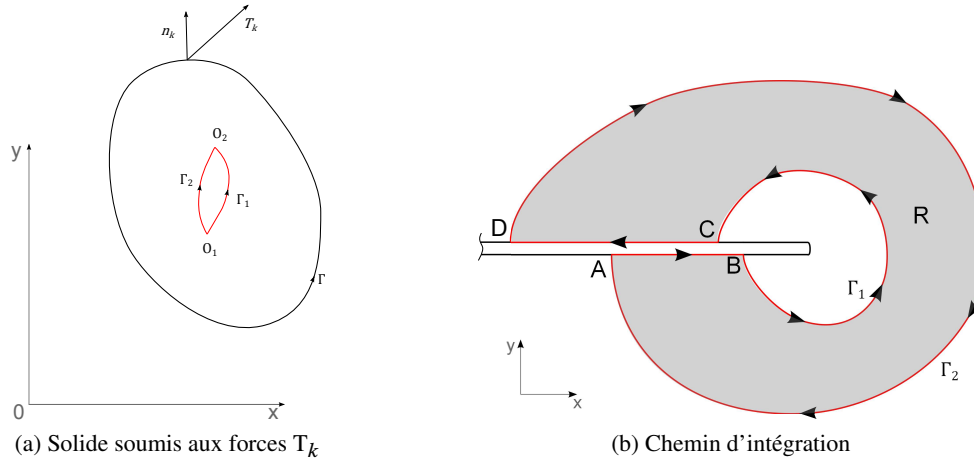 n_k
T_k
O_2
Γ_2
Γ_1
O_1
Γ
y
0
x
(a) Solide soumis aux forces T_k
D
C
R
A
B
Γ_1
Γ_2
y
x
(b) Chemin d'intégration